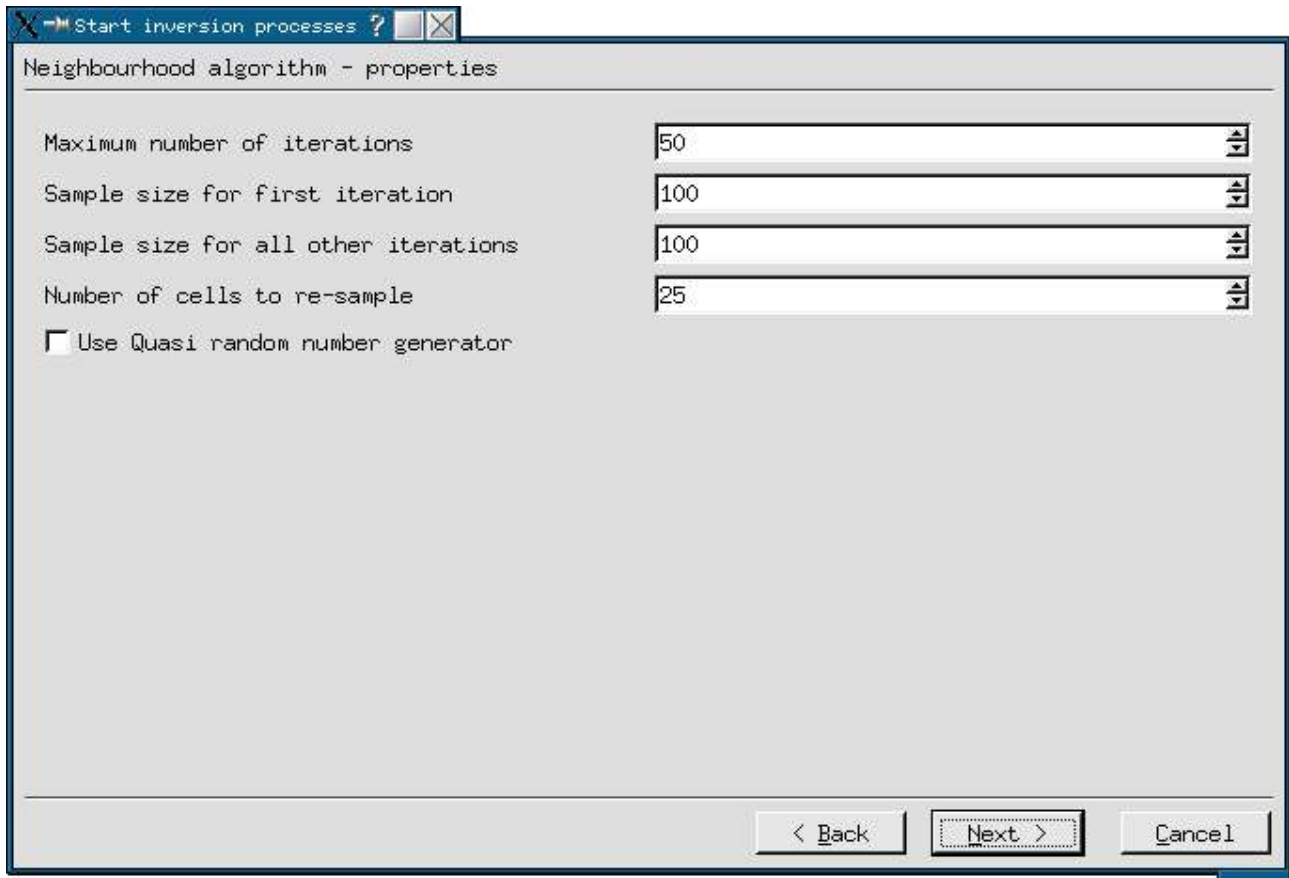 Start inversion processes ?
Neighbourhood algorithm - properties
Maximum number of iterations 50
Sample size for first iteration 100
Sample size for all other iterations 100
Number of cells to re-sample 25
Use Quasi random number generator
< Back Next > Cancel